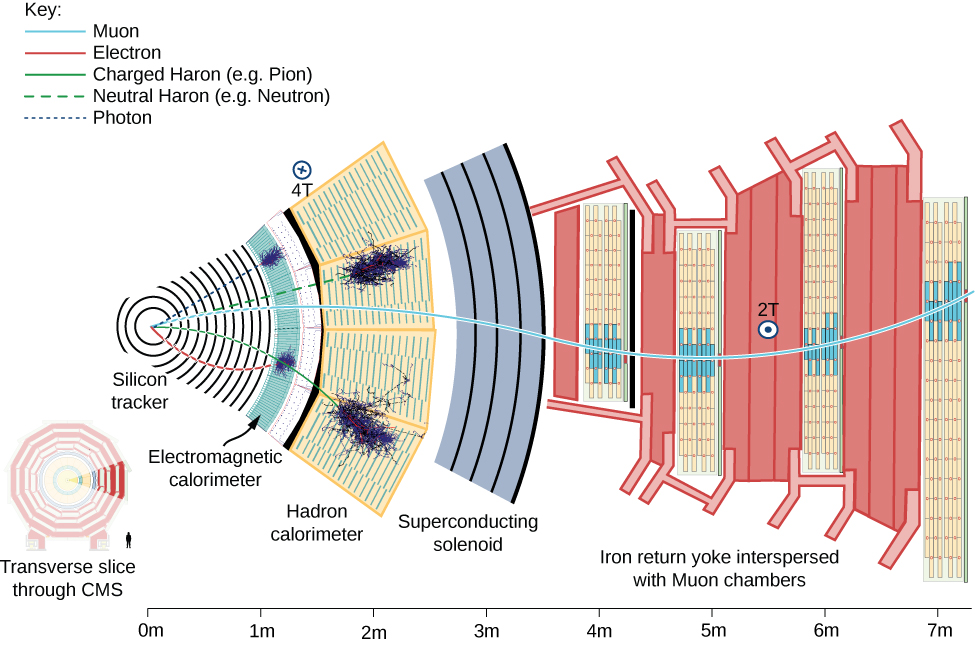 Key:
Muon
Electron
Charged Haron (e.g. Pion)
Neutral Haron (e.g. Neutron)
Photon
4T
2T
Silicon
tracker
Electromagnetic
calorimeter
Hadron
calorimeter
Superconducting
solenoid
Iron return yoke interspersed
with Muon chambers
Transverse slice
through CMS
0m 1m 2m 3m 4m 5m 6m 7m